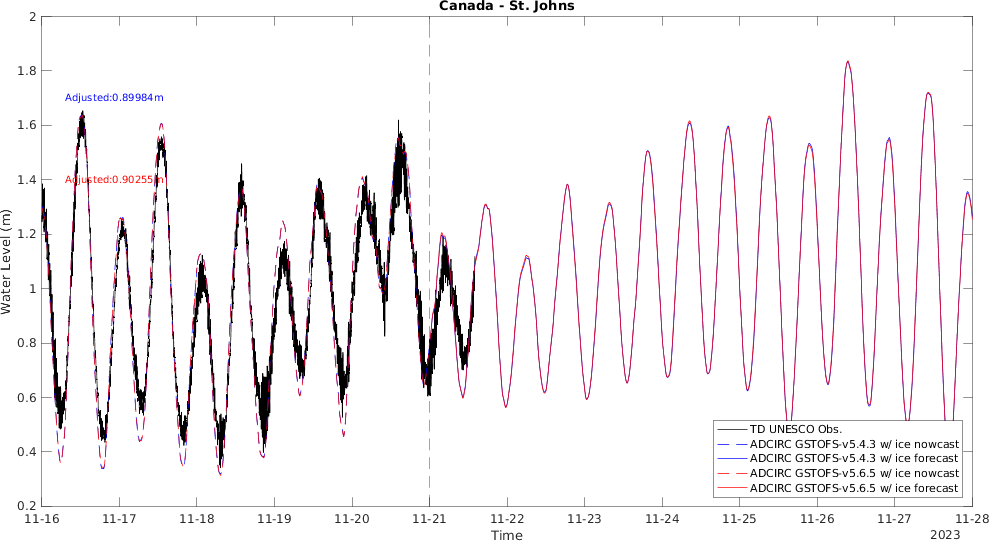 Canada - St. Johns
2
1.8
1.6
1.4
1.2
1
0.8
0.6
0.4
0.2
Water Level (m)
Adjusted:0.89984m
Adjusted:0.90255m
TD UNESCO Obs.
ADCIRC GSTOFS-v5.4.3 w/ ice nowcast
ADCIRC GSTOFS-v5.4.3 w/ ice forecast
ADCIRC GSTOFS-v5.6.5 w/ ice nowcast
ADCIRC GSTOFS-v5.6.5 w/ ice forecast
11-16 11-17 11-18 11-19 11-20 11-21 11-22 11-23 11-24 11-25 11-26 11-27 11-28
Time
2023